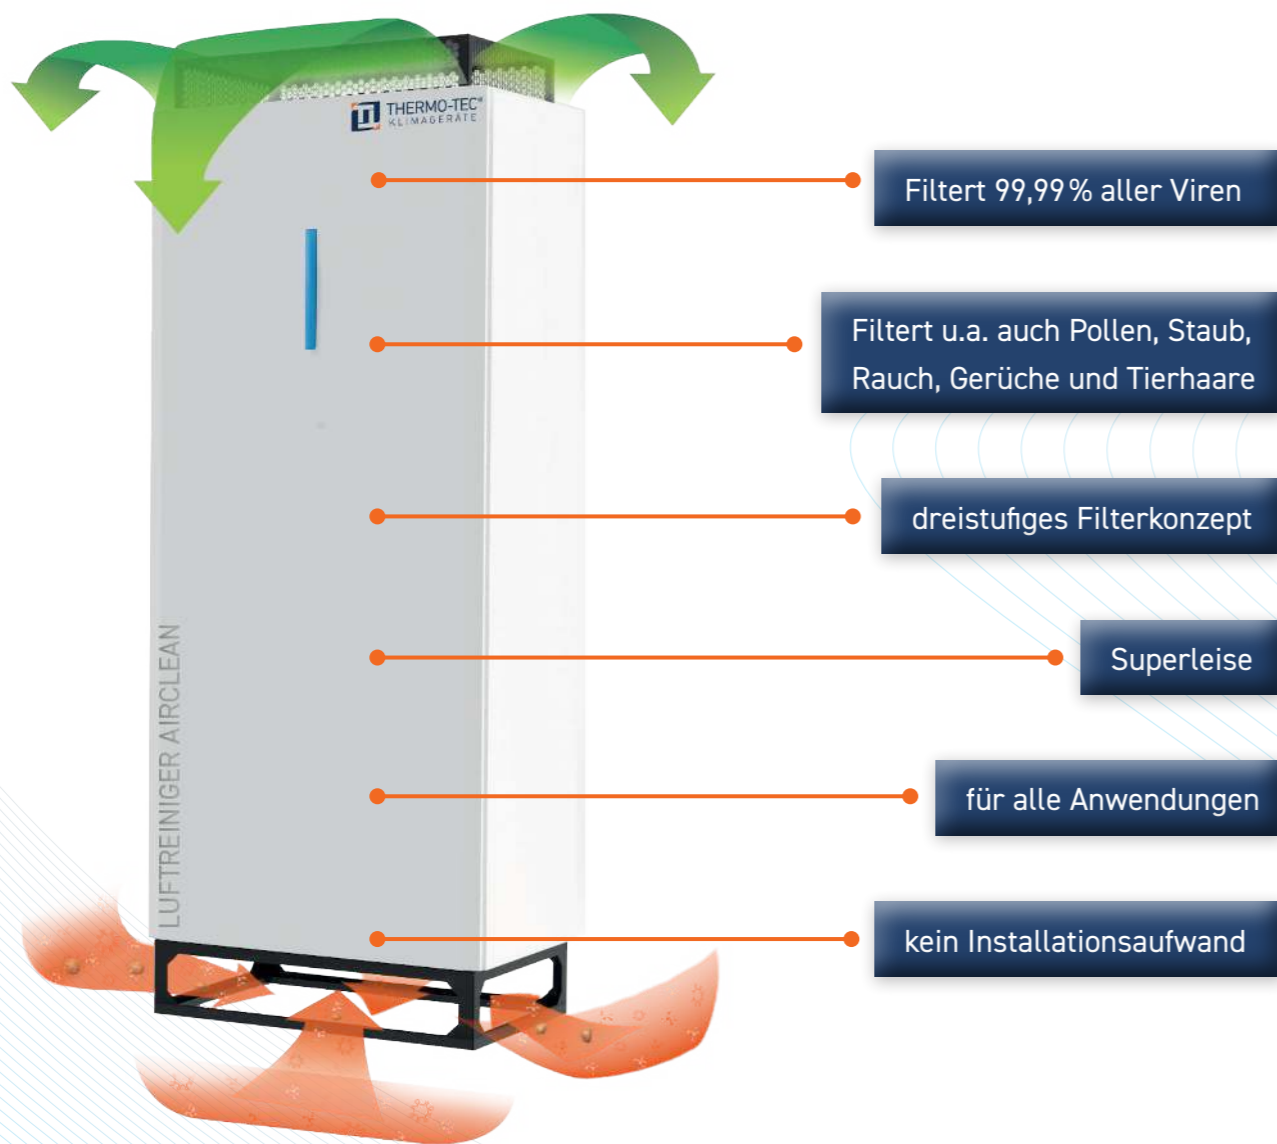 THERMO-TEC®
KLIMAGERÄTE
Filtert 99,99% aller Viren
Filtert u.a. auch Pollen, Staub,
Rauch, Gerüche und Tierhaare
dreistufiges Filterkonzept
Superleise
für alle Anwendungen
kein Installationsaufwand
LUFTREINIGER AIRCLEAN